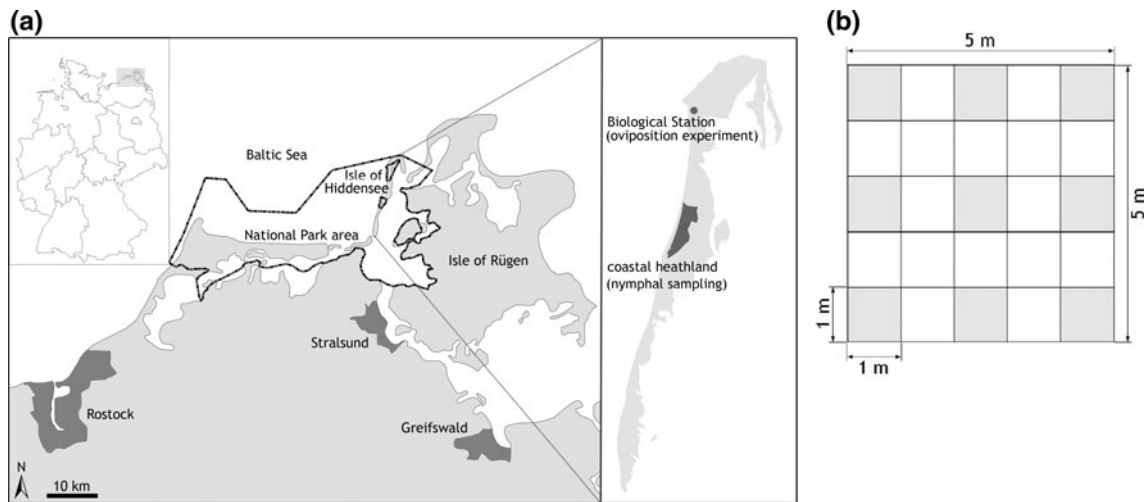 (a)
Baltic Sea
Isle of
Hiddensee
National Park area
Isle of Rügen
Stralsund
Rostock
Greifswald
N
10 km
Biological Station
(oviposition experiment)
coastal heathland
(nymphal sampling)
(b)
5 m
5 m
1 m
1 m